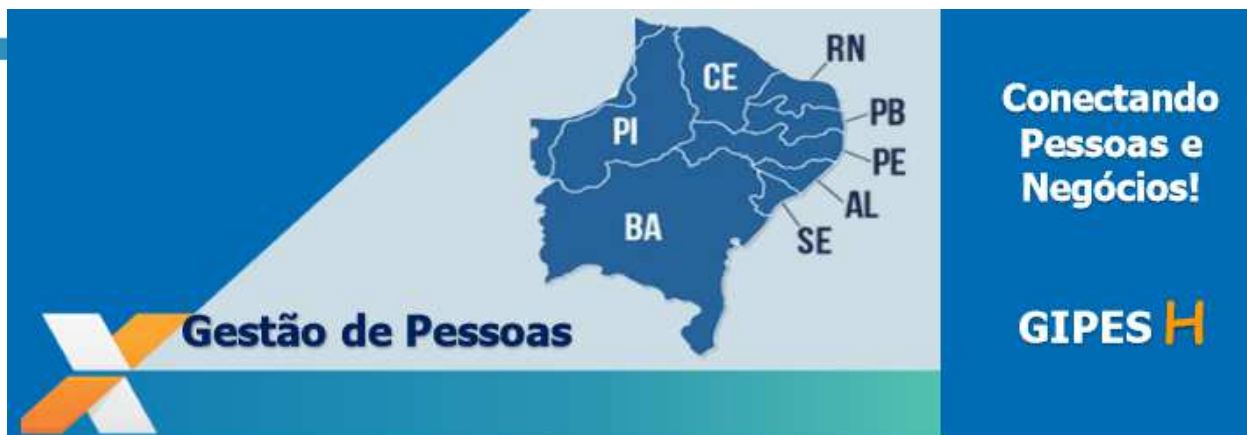 RN
CE
PB
PI
PE
AL
BA
SE
Gestão de Pessoas
Conectando
Pessoas e
Negócios!
GIPES H